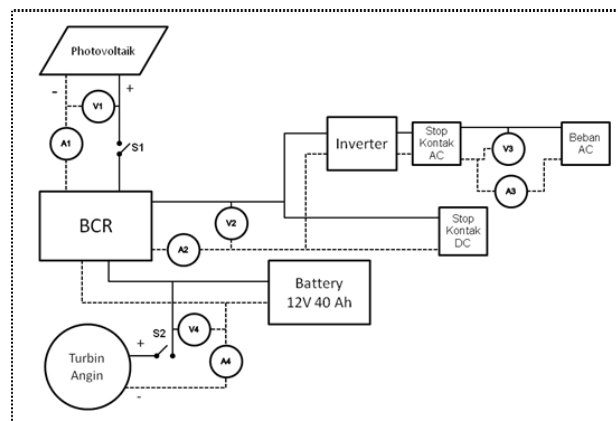 Photovoltaik
-
+
V1
A1
S1
Inverter
Stop
Kontak
AC
V3
Beban
AC
A3
BCR
V2
A2
Stop
Kontak
DC
Battery
12V 40 Ah
S2
V4
+
Turbin
Angin
A4
-